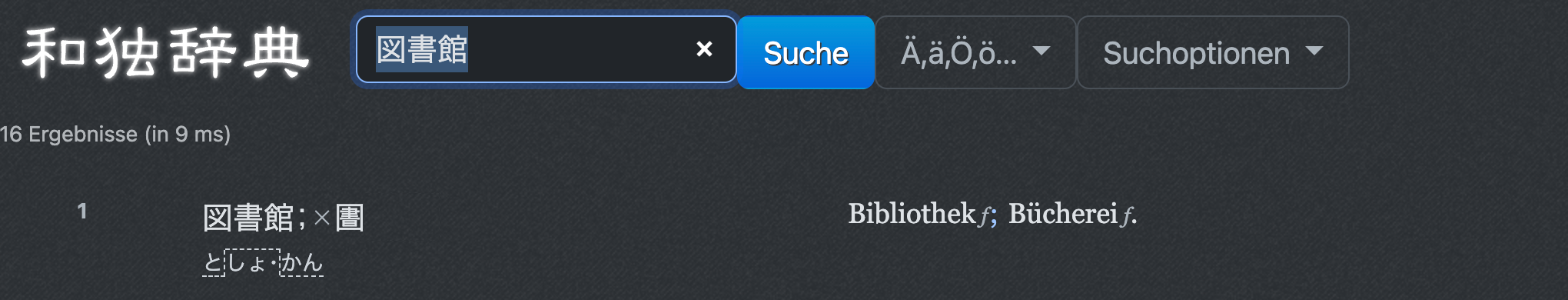 和独辞典 図書館 × Suche Ä,ä,Ö,ö... Suchoptionen
16 Ergebnisse (in 9 ms)
1 図書館; ×圕 Bibliothek f; Bücherei f.
としょ·かん